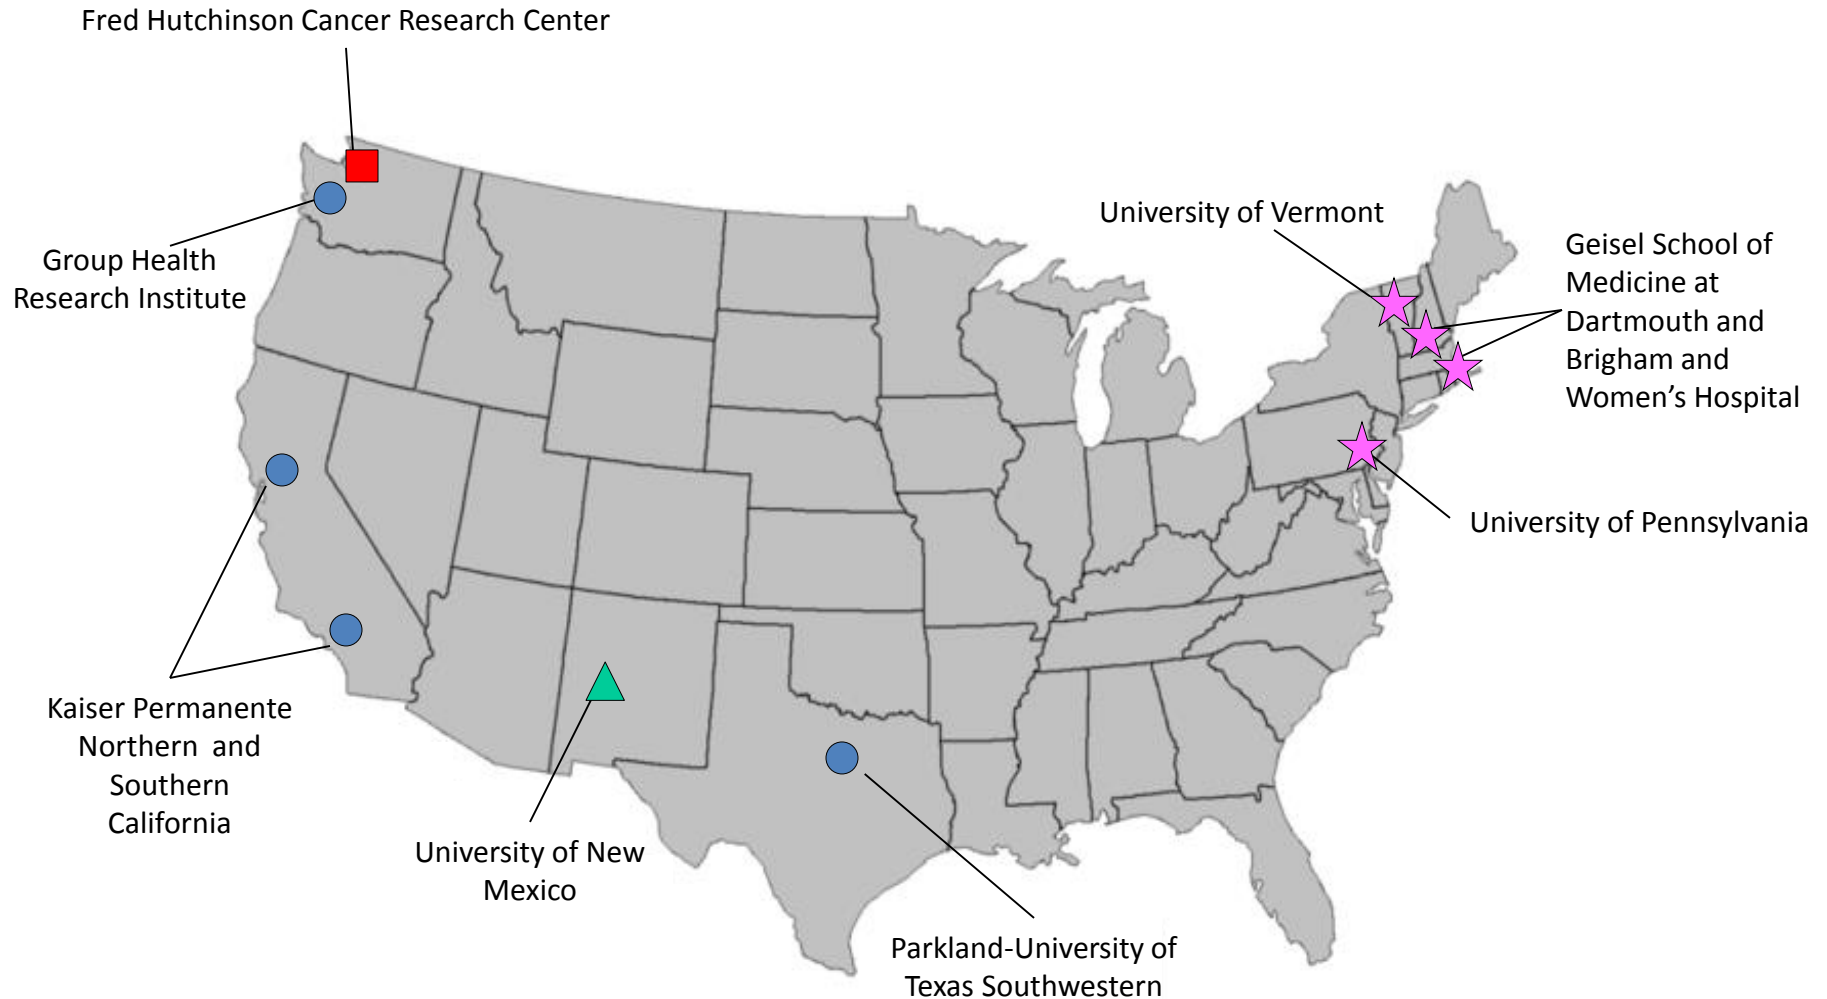 Fred Hutchinson Cancer Research Center
University of Vermont
Geisel School of
Medicine at
Dartmouth and
Brigham and
Women’s Hospital
Group Health
Research Institute
University of Pennsylvania
Kaiser Permanente
Northern and
Southern
California
University of New
Mexico
Parkland-University of
Texas Southwestern